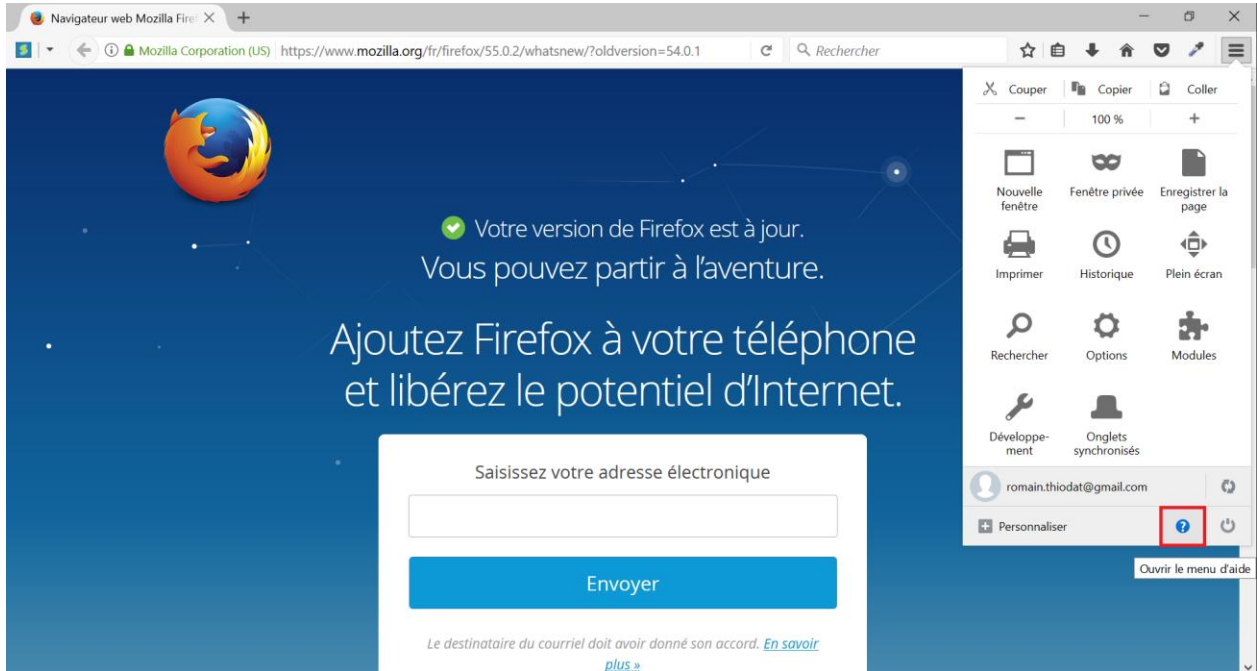 Navigateur web Mozilla Fire
Mozilla Corporation (US) https://www.mozilla.org/fr/firefox/55.0.2/whatsnew/?oldversion=54.0.1 Rechercher
Couper Copier Coller
− 100 % +
Nouvelle fenêtre
Fenêtre privée
Enregistrer la page
Imprimer Historique Plein écran
Rechercher Options Modules
Développe-
ment
Onglets
synchronisés
romain.thiodat@gmail.com
Personnaliser ?
Ouvrir le menu d'aide
Votre version de Firefox est à jour.
Vous pouvez partir à l’aventure.
Ajoutez Firefox à votre téléphone
et libérez le potentiel d’Internet.
Saisissez votre adresse électronique
Envoyer
Le destinataire du courriel doit avoir donné son accord. En savoir
plus »